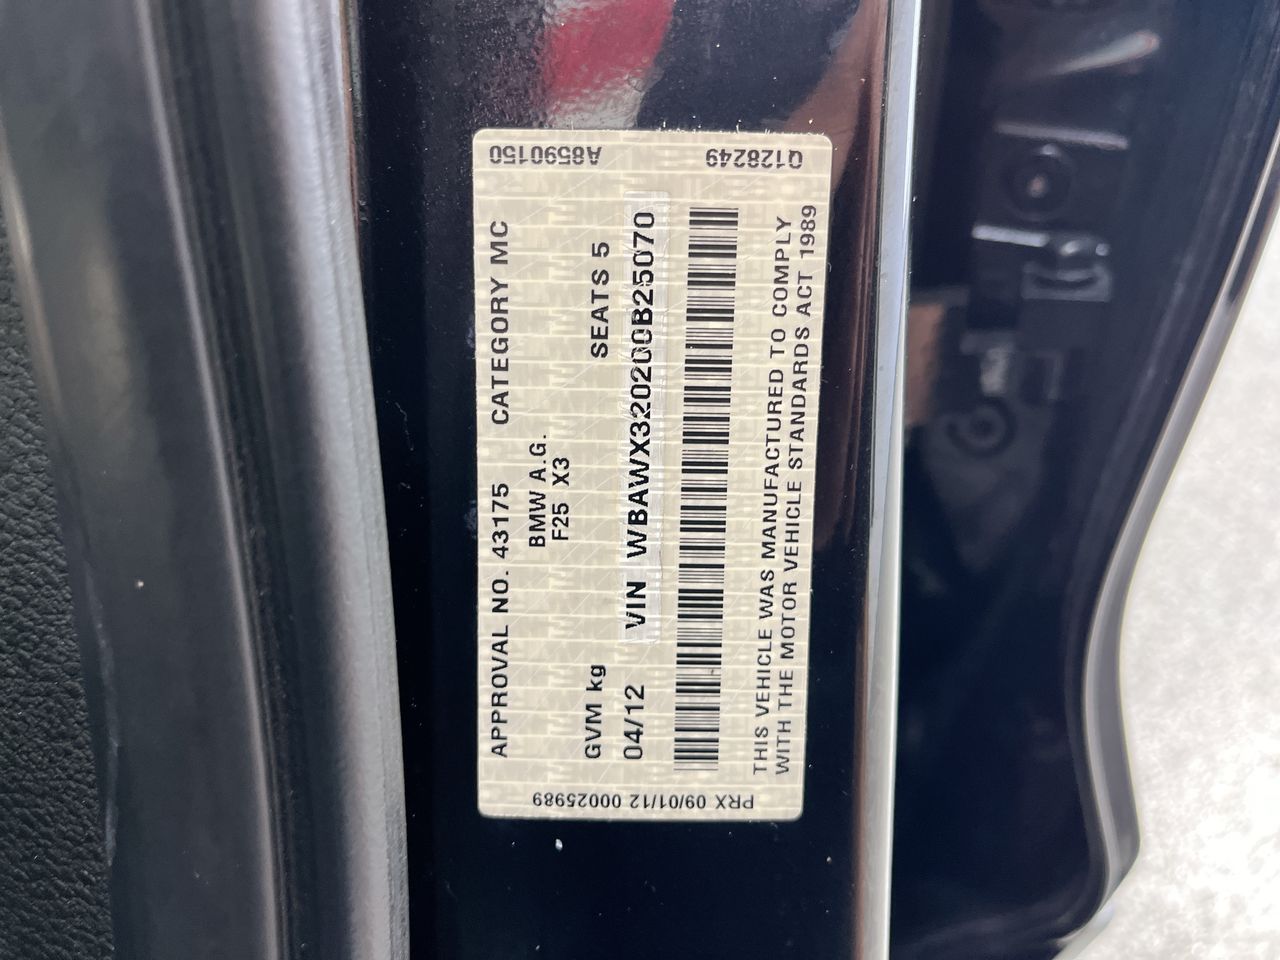 APPROVAL NO. 43175 CATEGORY MC
BMW A.G.
F25 X3
GVM kg SEATS 5
04/12 VIN WBAWX320200B25070
THIS VEHICLE WAS MANUFACTURED TO COMPLY
WITH THE MOTOR VEHICLE STANDARDS ACT 1989
A8590150 Q128249
PRX 09/01/12 00025989